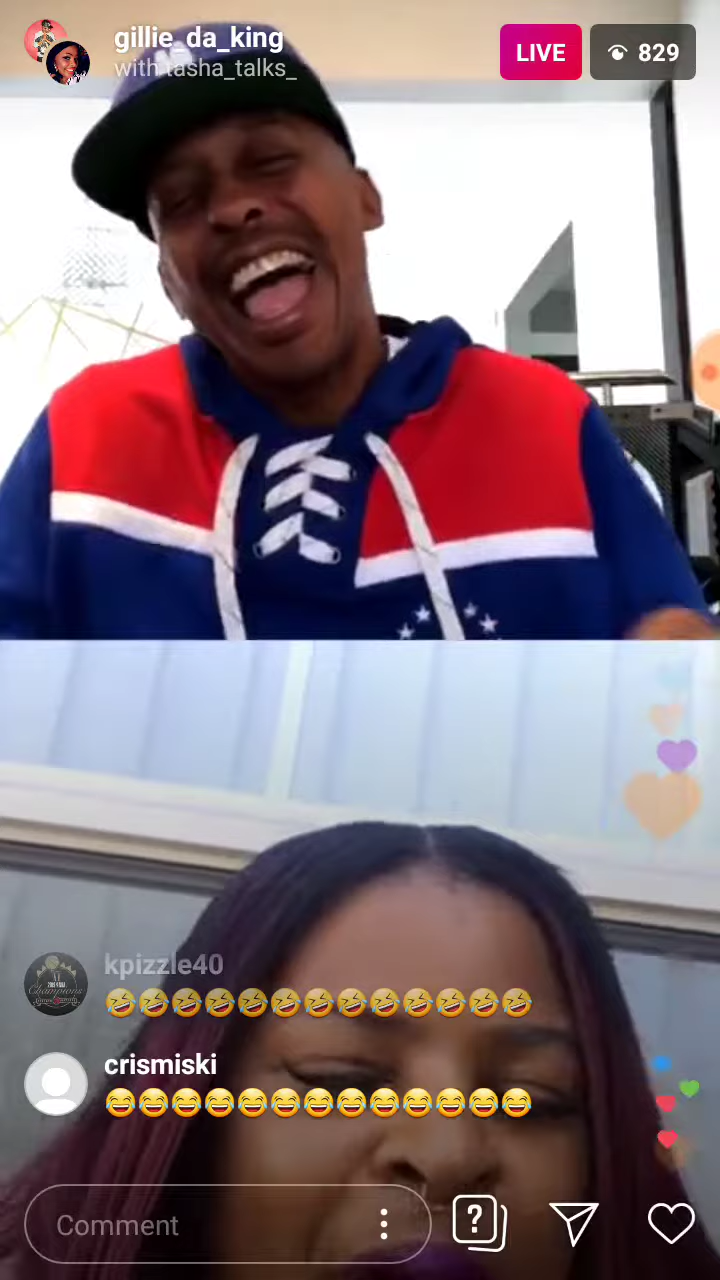 gillie_da_king
with tasha_talks_
LIVE
829
kpizzle40
🤣🤣🤣🤣🤣🤣🤣🤣🤣🤣🤣🤣🤣
crismiski
😂😂😂😂😂😂😂😂😂😂😂😂😂
Comment